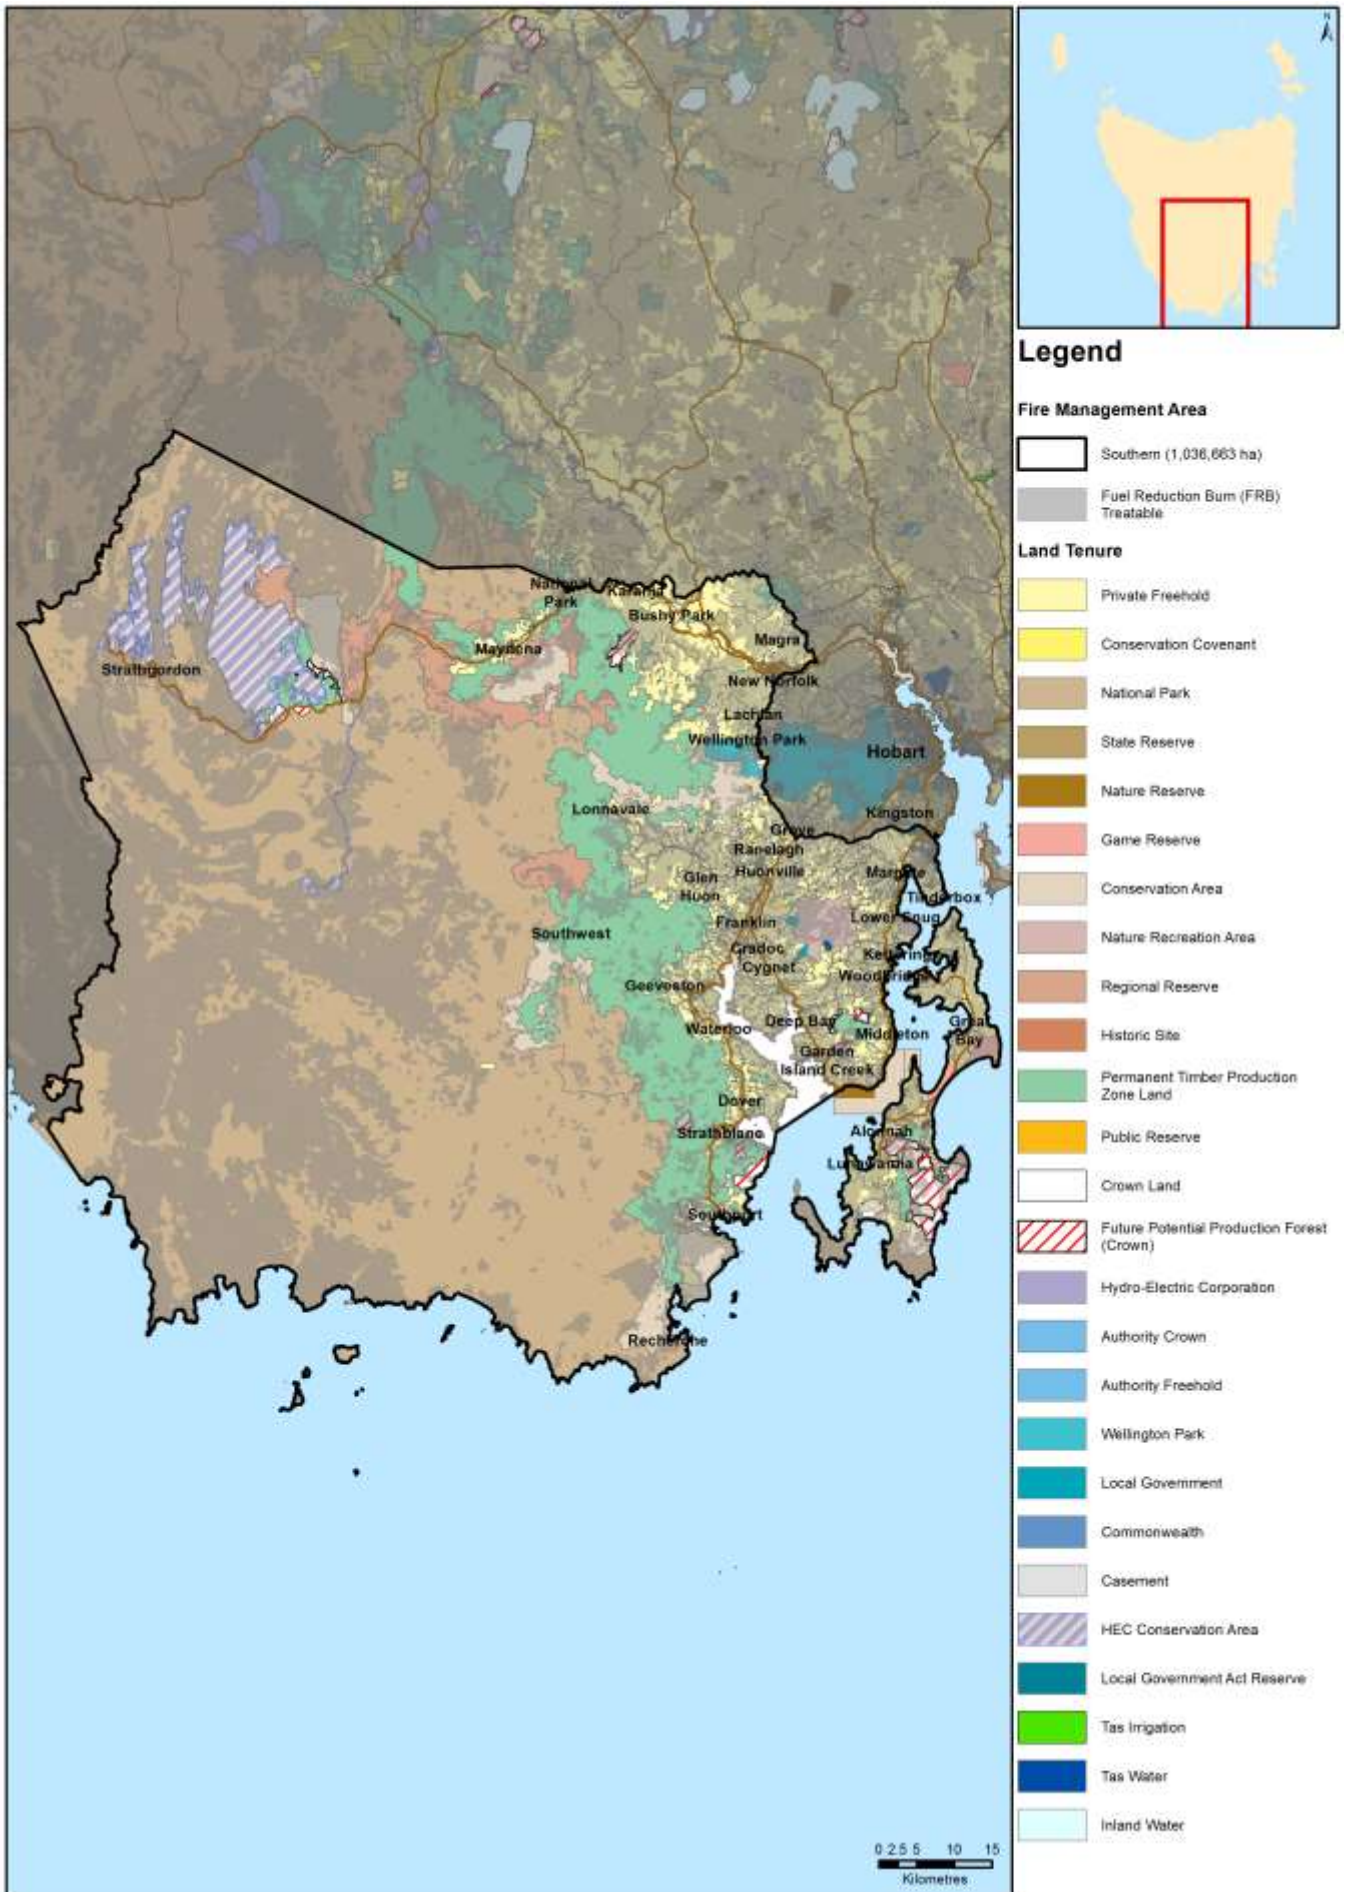 N
Legend
Fire Management Area
Southern (1,036,663 ha)
Fuel Reduction Burn (FRB)
Treatable
Land Tenure
Private Freehold
Conservation Covenant
National Park
State Reserve
Nature Reserve
Game Reserve
Conservation Area
Nature Recreation Area
Regional Reserve
Historic Site
Permanent Timber Production
Zone Land
Public Reserve
Crown Land
Future Potential Production Forest
(Crown)
Hydro-Electric Corporation
Authority Crown
Authority Freehold
Wellington Park
Local Government
Commonwealth
Casement
HEC Conservation Area
Local Government Act Reserve
Tas Irrigation
Tas Water
Inland Water
National
Park
Karanja
Bushy Park
Maydena
Magra
Strathgordon
New Norfolk
Lachlan
Wellington Park
Hobart
Lonnavale
Kingston
Grove
Ranelagh
Glen
Huon
Huonville
Margate
Tinderbox
Franklin
Lower Snug
Southwest
Cradoc
Kettering
Cygnet
Woodbridge
Geeveston
Waterloo
Deep Bay
Great
Bay
Middleton
Garden
Island Creek
Dover
Strathblane
Alonnah
Lunawanna
Southport
Recherche
0 2.5 5 10 15
Kilometres